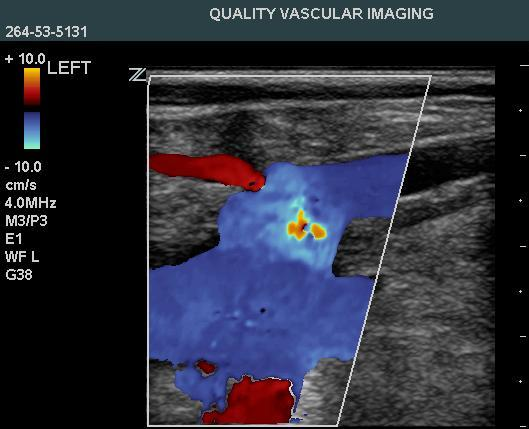 QUALITY VASCULAR IMAGING
264-53-5131
+ 10.0
LEFT
- 10.0
cm/s
4.0MHz
M3/P3
E1
WF L
G38